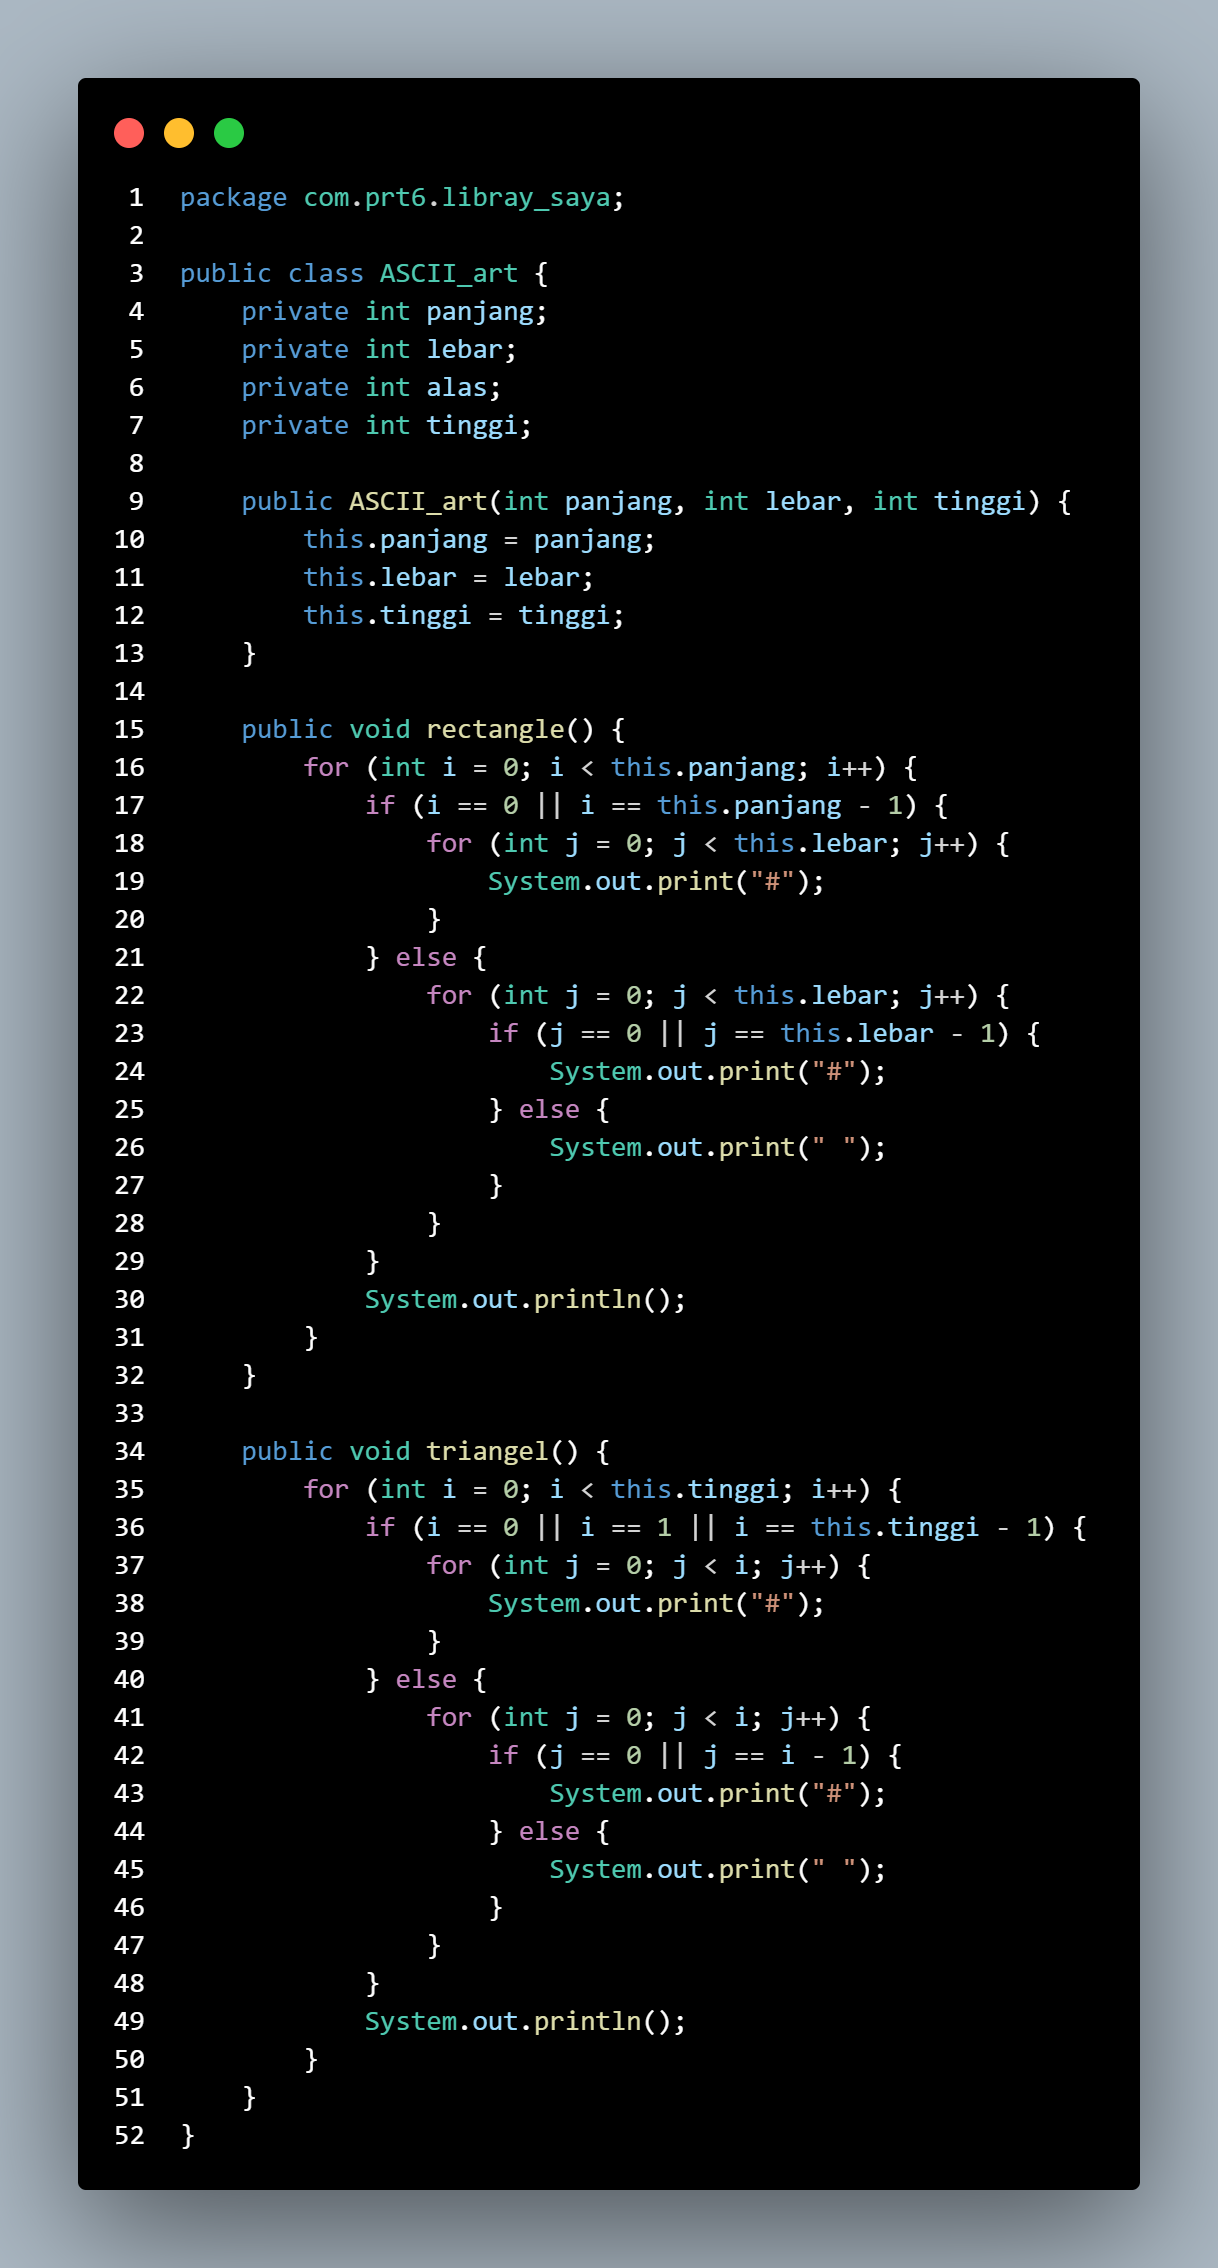 1 package com.prt6.libray_saya;
2
3 public class ASCII_art {
4     private int panjang;
5     private int lebar;
6     private int alas;
7     private int tinggi;
8
9     public ASCII_art(int panjang, int lebar, int tinggi) {
10         this.panjang = panjang;
11         this.lebar = lebar;
12         this.tinggi = tinggi;
13     }
14
15     public void rectangle() {
16         for (int i = 0; i < this.panjang; i++) {
17             if (i == 0 || i == this.panjang - 1) {
18                 for (int j = 0; j < this.lebar; j++) {
19                     System.out.print("#");
20                 }
21             } else {
22                 for (int j = 0; j < this.lebar; j++) {
23                     if (j == 0 || j == this.lebar - 1) {
24                         System.out.print("#");
25                     } else {
26                         System.out.print(" ");
27                     }
28                 }
29             }
30             System.out.println();
31         }
32     }
33
34     public void triangel() {
35         for (int i = 0; i < this.tinggi; i++) {
36             if (i == 0 || i == 1 || i == this.tinggi - 1) {
37                 for (int j = 0; j < i; j++) {
38                     System.out.print("#");
39                 }
40             } else {
41                 for (int j = 0; j < i; j++) {
42                     if (j == 0 || j == i - 1) {
43                         System.out.print("#");
44                     } else {
45                         System.out.print(" ");
46                     }
47                 }
48             }
49             System.out.println();
50         }
51     }
52 }